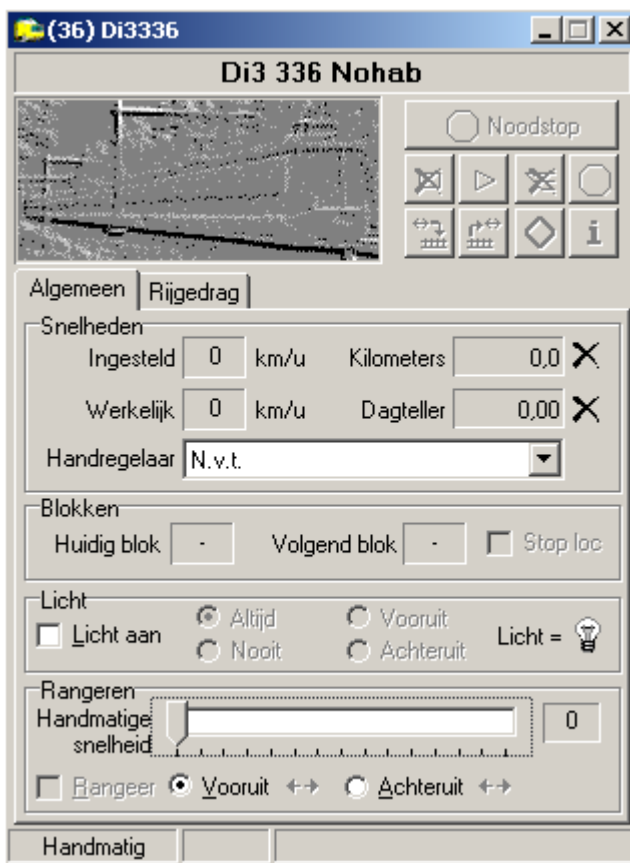 (36) Di3336
Di3 336 Nohab
Noodstop
i
Algemeen Rijgedrag
Snelheden
Ingesteld 0 km/u Kilometers 0,0
Werkelijk 0 km/u Dagteller 0,00
Handregelaar N.v.t.
Blokken
Huidig blok - Volgend blok - Stop loc
Licht
Licht aan Altijd Vooruit Licht =
Nooit Achteruit
Rangeren
Handmatige snelheid 0
Rangeer Vooruit Achteruit
Handmatig